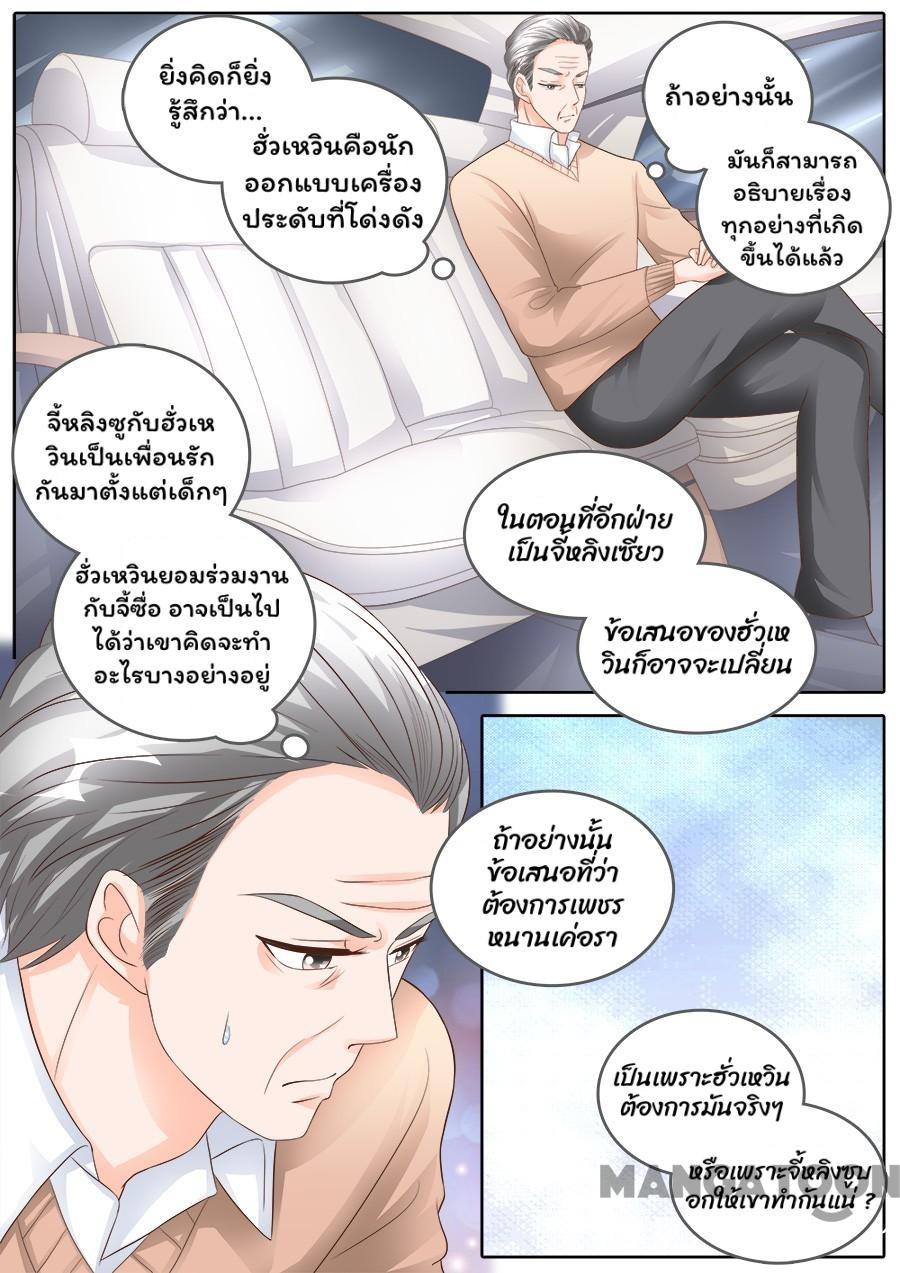 ยิ่งคิดก็ยิ่ง
รู้สึกว่า...
ฮั่วเหวินคือนัก
ออกแบบเครื่อง
ประดับที่โด่งดัง
ถ้าอย่างนั้น
มันก็สามารถ
อธิบายเรื่อง
ทุกอย่างที่เกิด
ขึ้นได้แล้ว
จี้หลิงซูกับฮั่วเห
วินเป็นเพื่อนรัก
กันมาตั้งแต่เด็กๆ
ฮั่วเหวินยอมร่วมงาน
กับจี้ซื่อ อาจเป็นไป
ได้ว่าเขาคิดจะทำ
อะไรบางอย่างอยู่
ในตอนที่อีกฝ่าย
เป็นจี้หลิงเซียว
ข้อเสนอของฮั่วเห
วินก็อาจจะเปลี่ยน
ถ้าอย่างนั้น
ข้อเสนอที่ว่า
ต้องการเพชร
หนานเค่อรา
เป็นเพราะฮั่วเหวิน
ต้องการมันจริงๆ
หรือเพราะจี้หลิงซูบ
อกให้เขาทำกันแน่ ?
MANGATOON